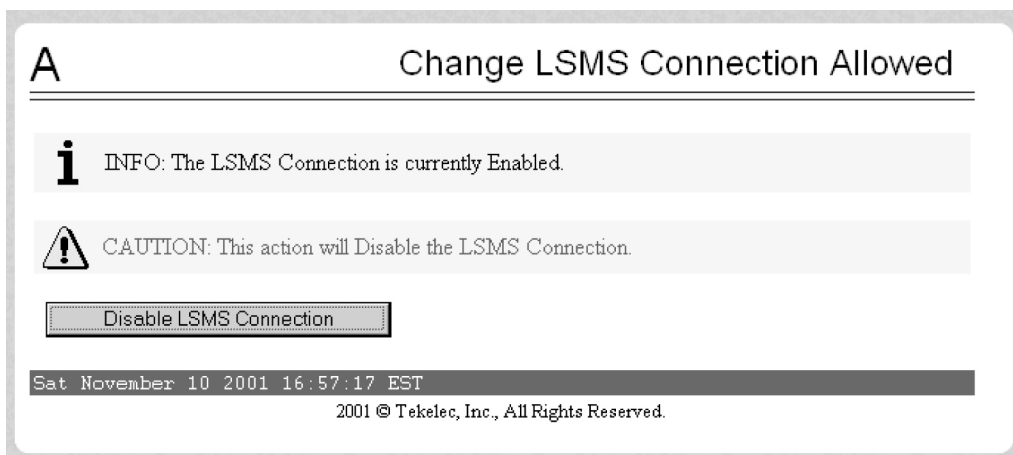 A
Change LSMS Connection Allowed
INFO: The LSMS Connection is currently Enabled.
CAUTION: This action will Disable the LSMS Connection.
Disable LSMS Connection
Sat November 10 2001 16:57:17 EST
2001 © Tekelec, Inc., All Rights Reserved.